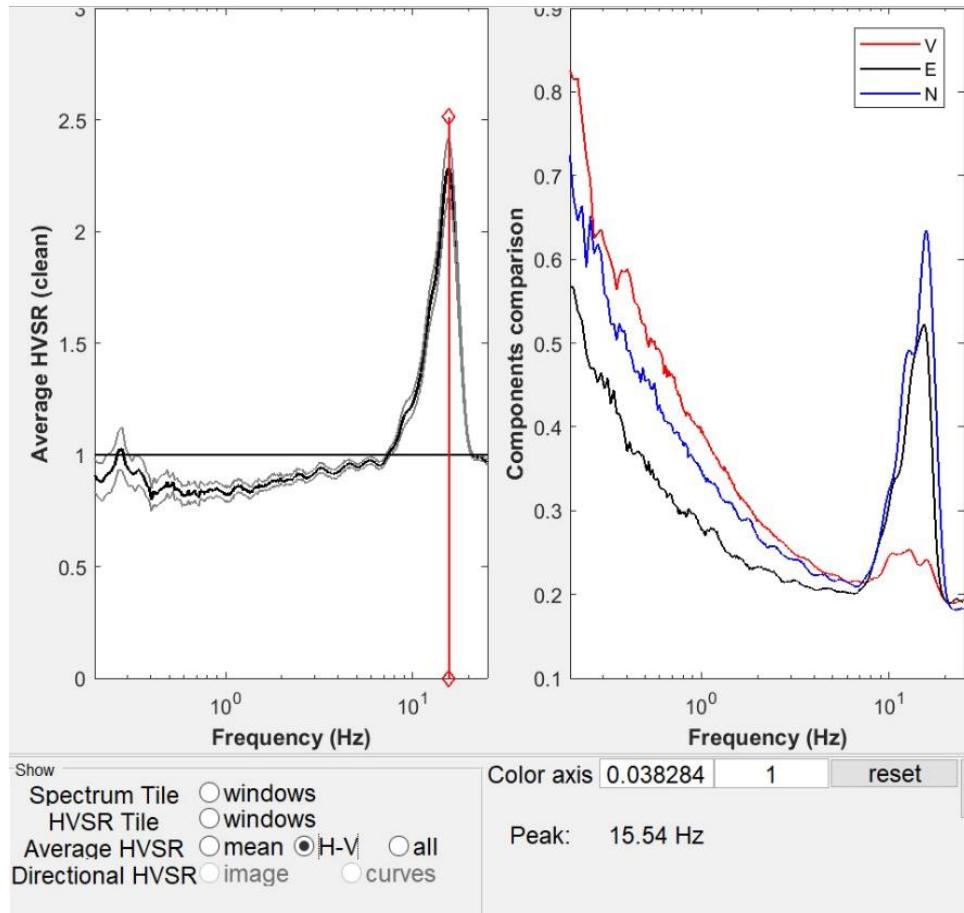 3
2.5
2
1.5
1
0.5
0
Average HVSR (clean)
10^0
10^1
Frequency (Hz)
0.9
0.8
0.7
0.6
0.5
0.4
0.3
0.2
0.1
Components comparison
V
E
N
10^0
10^1
Frequency (Hz)
Show
Spectrum Tile windows
HVSR Tile windows
Average HVSR mean H-V all
Directional HVSR image curves
Color axis 0.038284 1 reset
Peak: 15.54 Hz